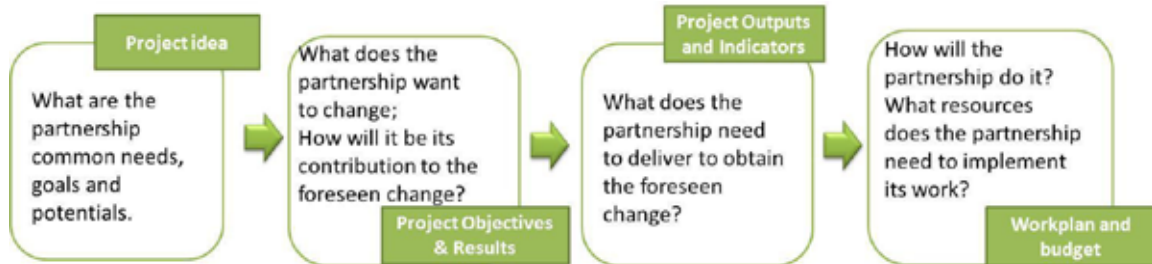 Project idea
What are the
partnership
common needs,
goals and
potentials.
What does the
partnership want
to change;
How will it be its
contribution to the
foreseen change?
Project Objectives
& Results
Project Outputs
and Indicators
What does the
partnership need
to deliver to obtain
the foreseen
change?
How will the
partnership do it?
What resources
does the partnership
need to implement
its work?
Workplan and
budget